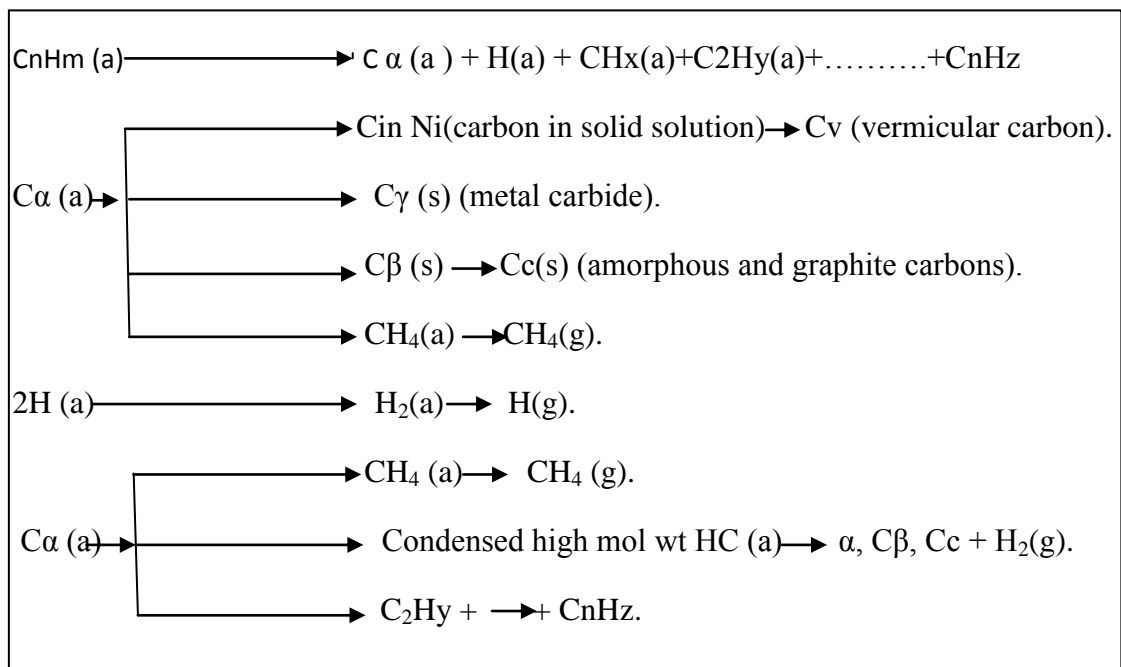 CnHm (a) → C α (a ) + H(a) + CHx(a)+C2Hy(a)+……….+CnHz
Cin Ni(carbon in solid solution) → Cv (vermicular carbon).
Cα (a) → Cγ (s) (metal carbide).
Cβ (s) → Cc(s) (amorphous and graphite carbons).
CH₄(a) → CH₄(g).
2H (a) → H₂(a) → H(g).
CH₄ (a) → CH₄ (g).
Cα (a) → Condensed high mol wt HC (a) → α, Cβ, Cc + H₂(g).
C₂Hy + → + CnHz.